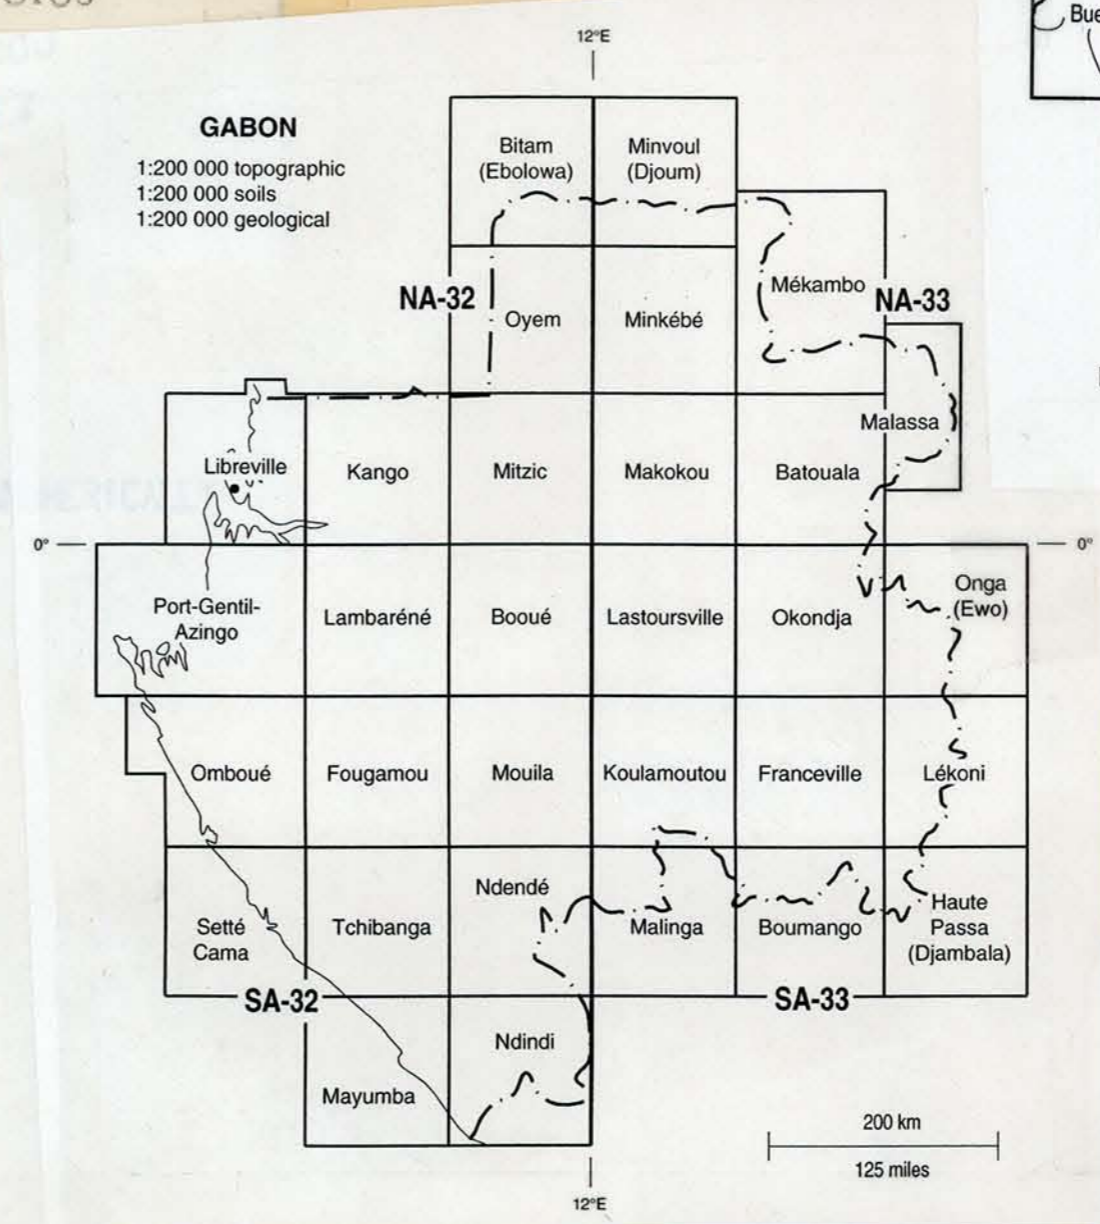 Bue
12°E
GABON
1:200 000 topographic
1:200 000 soils
1:200 000 geological
Bitam
(Ebolowa)
Minvoul
(Djoum)
NA-32
Oyem
Minkébé
Mékambo
NA-33
Malassa
Libreville
Kango
Mitzic
Makokou
Batouala
0°
0°
Port-Gentil-
Azingo
Lambaréné
Booué
Lastoursville
Okondja
Onga
(Ewo)
Omboué
Fougamou
Mouila
Koulamoutou
Franceville
Lékoni
Setté
Cama
Tchibanga
Ndendé
Malinga
Boumango
Haute
Passa
(Djambala)
SA-32
SA-33
Mayumba
Ndindi
200 km
125 miles
12°E